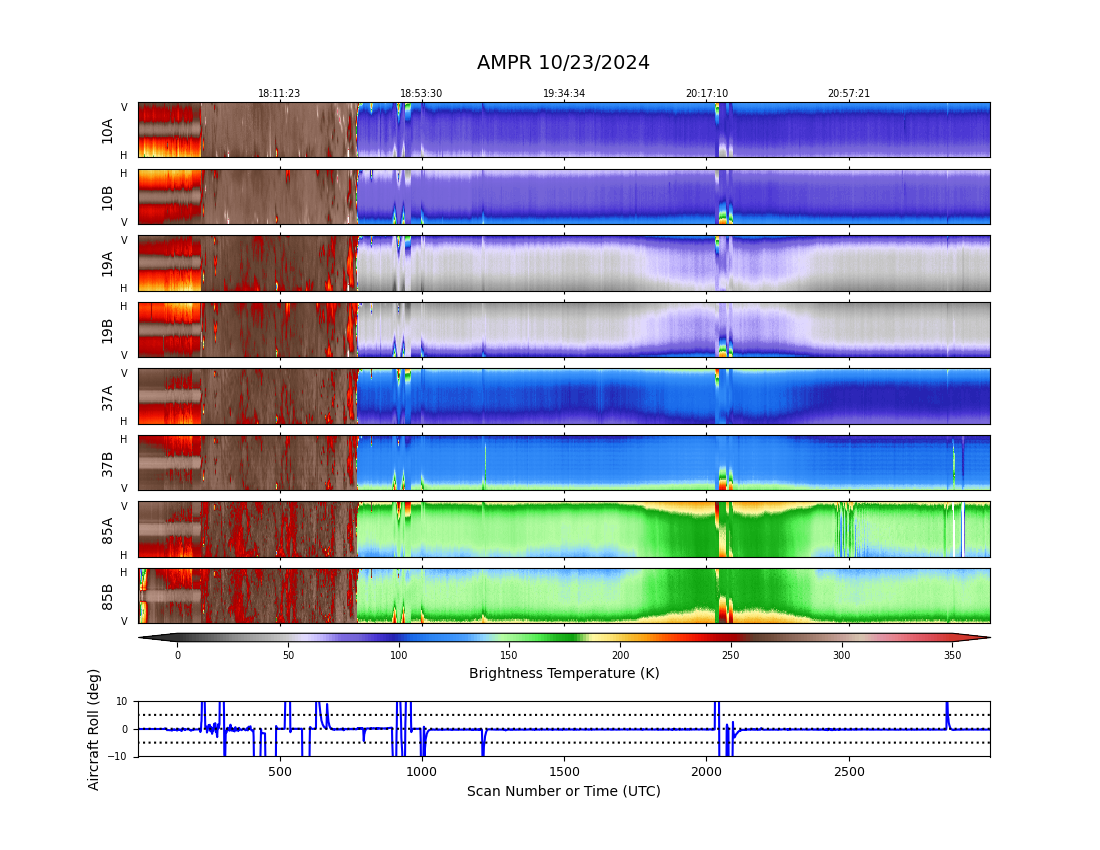 AMPR 10/23/2024
18:11:23 18:53:30 19:34:34 20:17:10 20:57:21
V
10A
H
H
10B
V
V
19A
H
H
19B
V
V
37A
H
H
37B
V
V
85A
H
H
85B
V
0 50 100 150 200 250 300 350
Brightness Temperature (K)
Aircraft Roll (deg)
10
0
−10
500 1000 1500 2000 2500
Scan Number or Time (UTC)